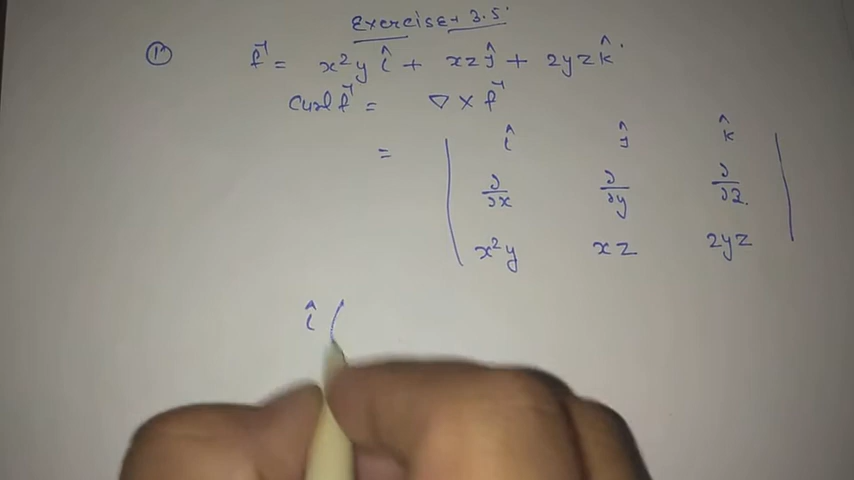 Exercise → 3.5
① f⃗ = x²y î + xz ĵ + 2yz k̂
Curl f⃗ = ∇ × f⃗
= | î ĵ k̂
∂/∂x ∂/∂y ∂/∂z
x²y xz 2yz |
î (